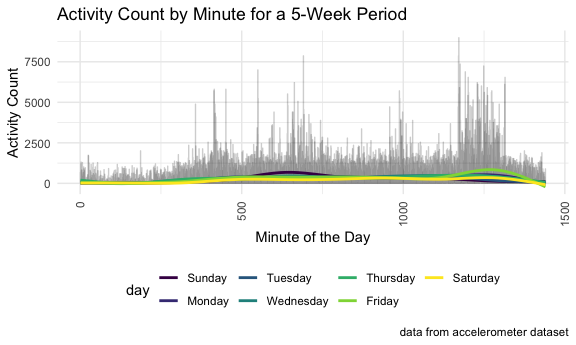 Activity Count by Minute for a 5-Week Period
Activity Count
7500
5000
2500
0
0
500
1000
1500
Minute of the Day
day
Sunday
Tuesday
Thursday
Saturday
Monday
Wednesday
Friday
data from accelerometer dataset